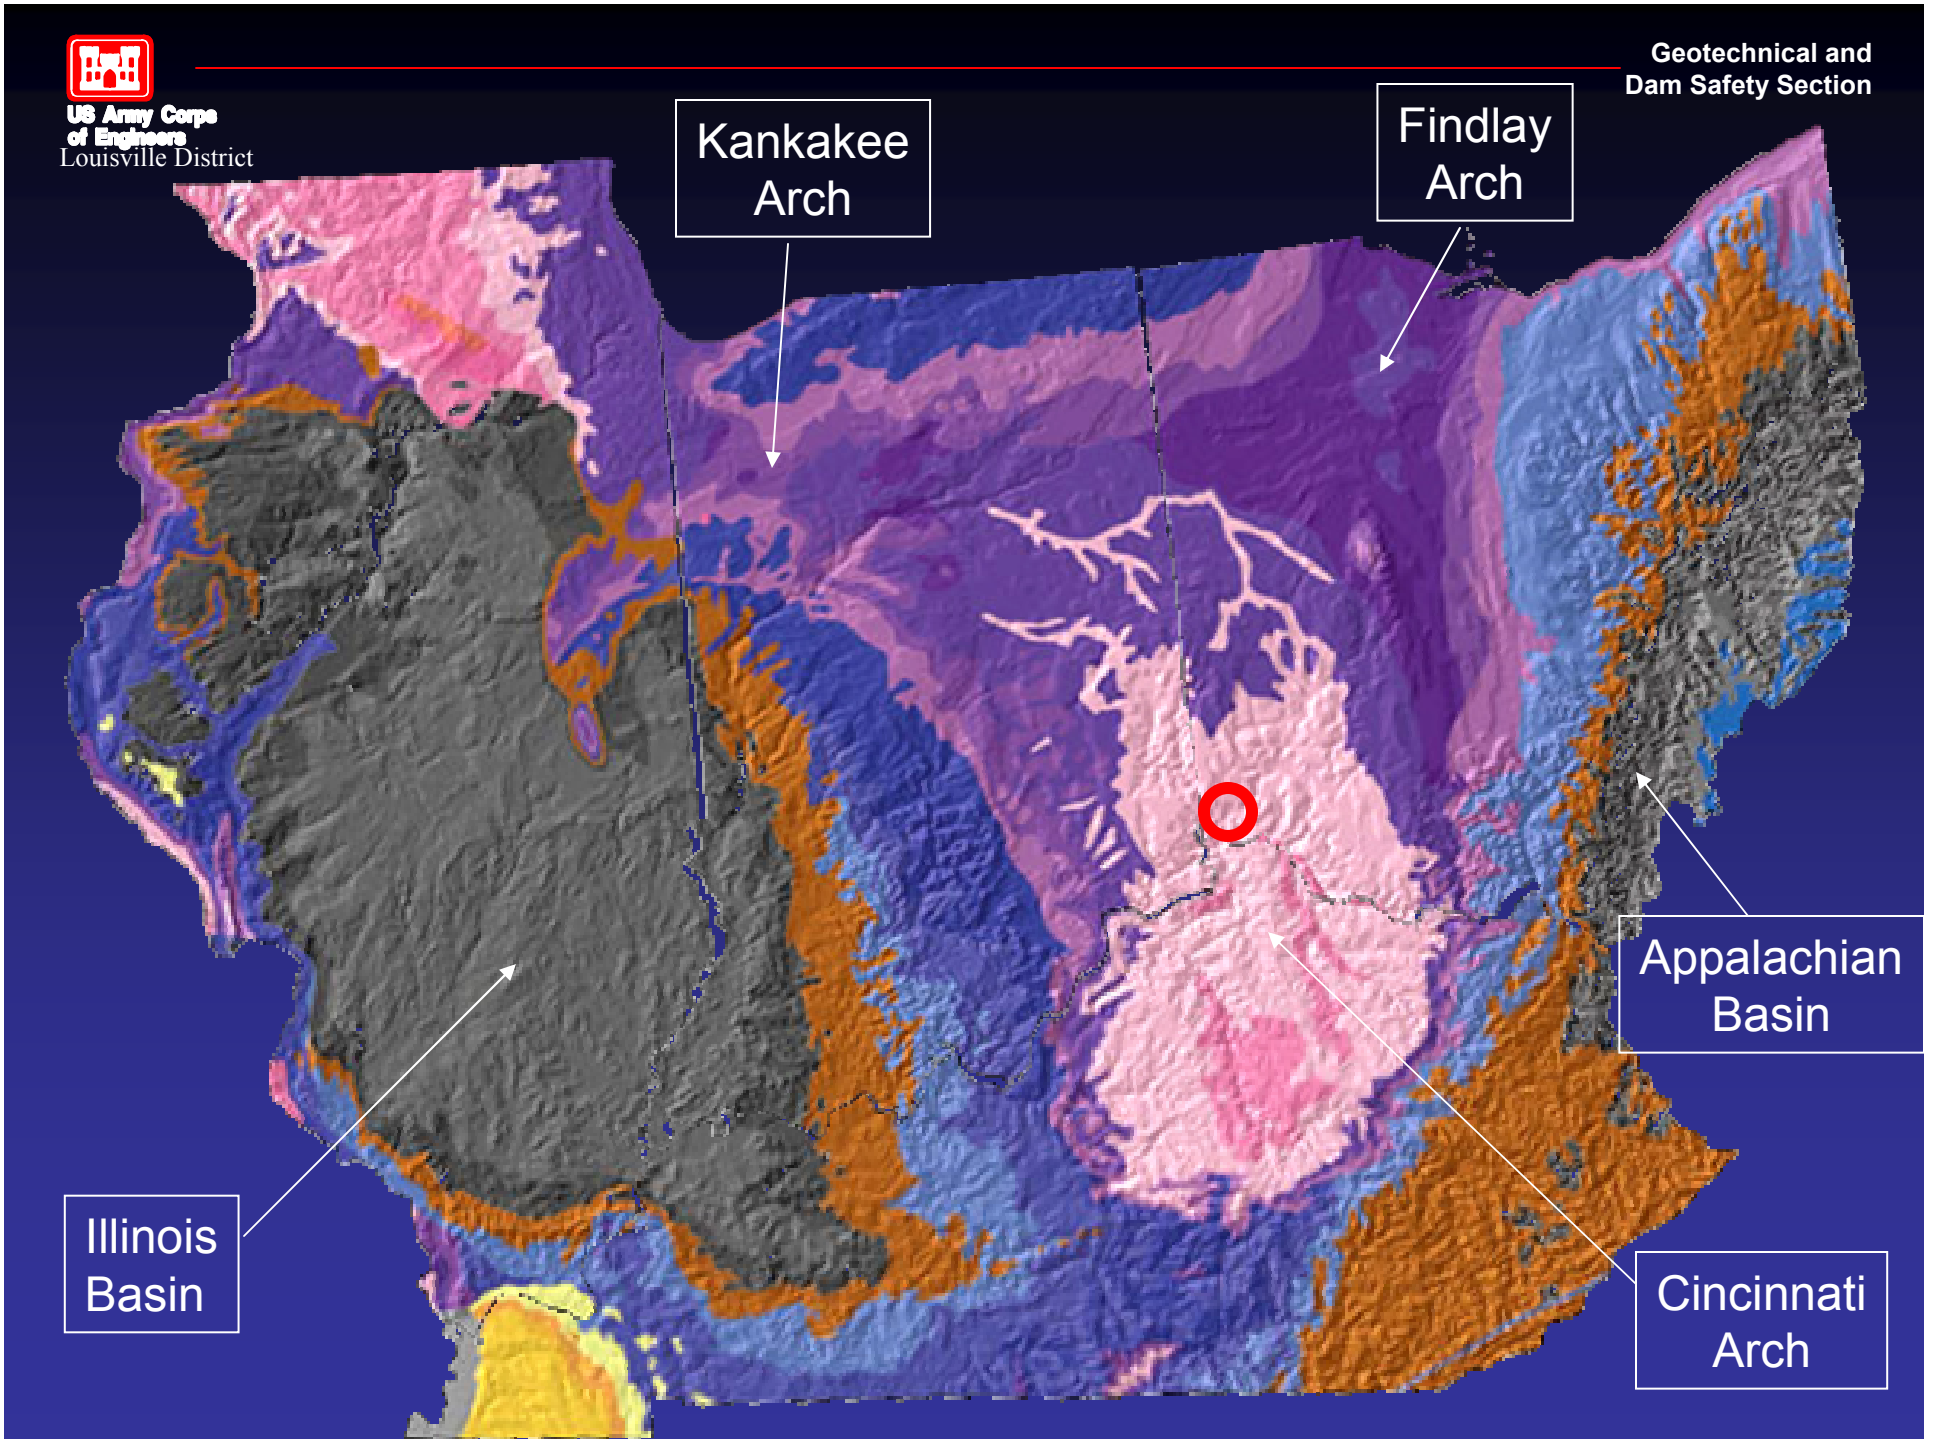 Geotechnical and
Dam Safety Section
US Army Corps
of Engineers
Louisville District
Kankakee
Arch
Findlay
Arch
Appalachian
Basin
Illinois
Basin
Cincinnati
Arch